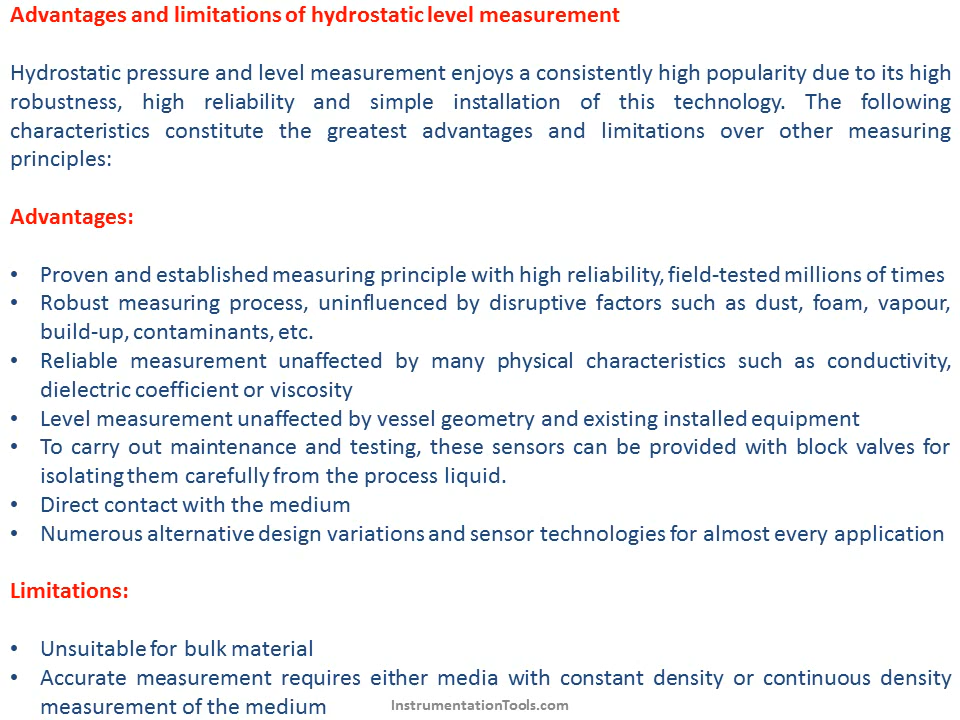 Advantages and limitations of hydrostatic level measurement
Hydrostatic pressure and level measurement enjoys a consistently high popularity due to its high
robustness, high reliability and simple installation of this technology. The following
characteristics constitute the greatest advantages and limitations over other measuring
principles:
Advantages:
• Proven and established measuring principle with high reliability, field-tested millions of times
• Robust measuring process, uninfluenced by disruptive factors such as dust, foam, vapour,
build-up, contaminants, etc.
• Reliable measurement unaffected by many physical characteristics such as conductivity,
dielectric coefficient or viscosity
• Level measurement unaffected by vessel geometry and existing installed equipment
• To carry out maintenance and testing, these sensors can be provided with block valves for
isolating them carefully from the process liquid.
• Direct contact with the medium
• Numerous alternative design variations and sensor technologies for almost every application
Limitations:
• Unsuitable for bulk material
• Accurate measurement requires either media with constant density or continuous density
measurement of the medium
InstrumentationTools.com